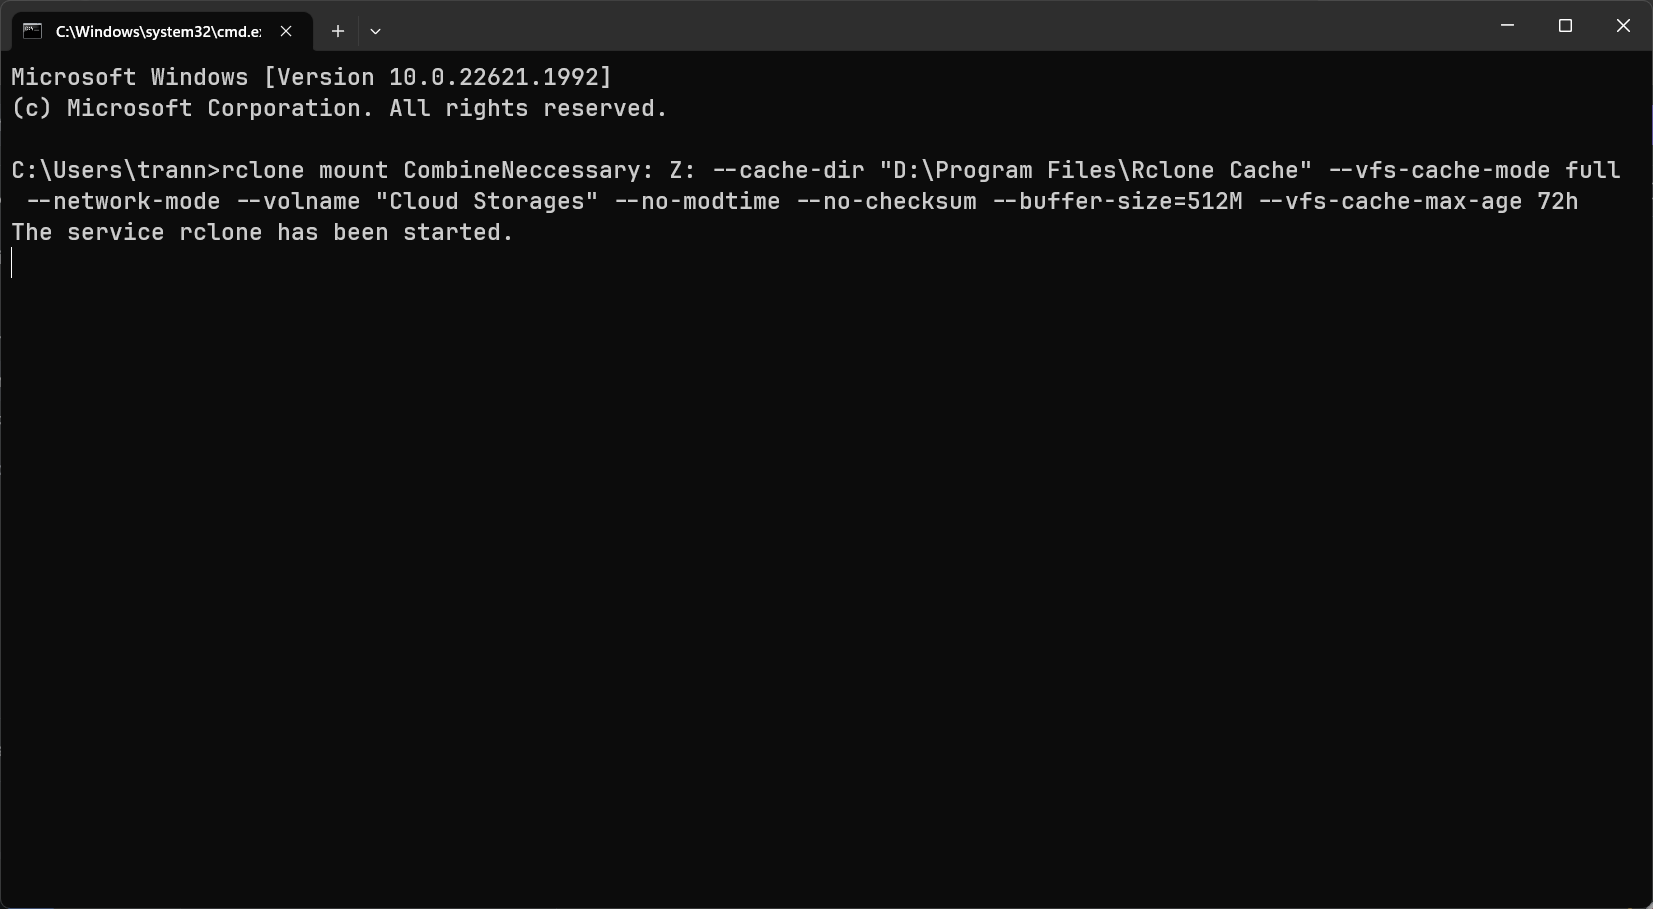 C:\Windows\system32\cmd.e
Microsoft Windows [Version 10.0.22621.1992]
(c) Microsoft Corporation. All rights reserved.
C:\Users\trann>rclone mount CombineNeccessary: Z: --cache-dir "D:\Program Files\Rclone Cache" --vfs-cache-mode full
--network-mode --volname "Cloud Storages" --no-modtime --no-checksum --buffer-size=512M --vfs-cache-max-age 72h
The service rclone has been started.